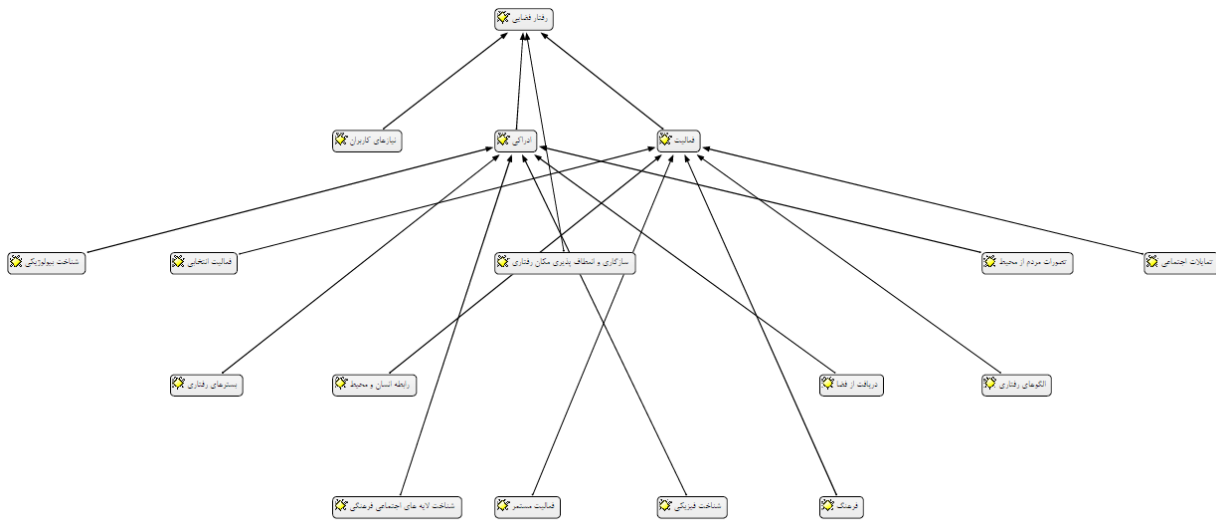 رفتار فضایی
نیازهای کاربران
ادراکی
فعالیت
شناخت بیولوژیکی
فعالیت انتخابی
سازگاری و انعطاف پذیری مکان رفتاری
تصورات مردم از محیط
تمایلات اجتماعی
بسترهای رفتاری
رابطه انسان و محیط
دریافت از فضا
الگوهای رفتاری
شناخت لایه های اجتماعی فرهنگی
فعالیت مستمر
شناخت فیزیکی
فرهنگ